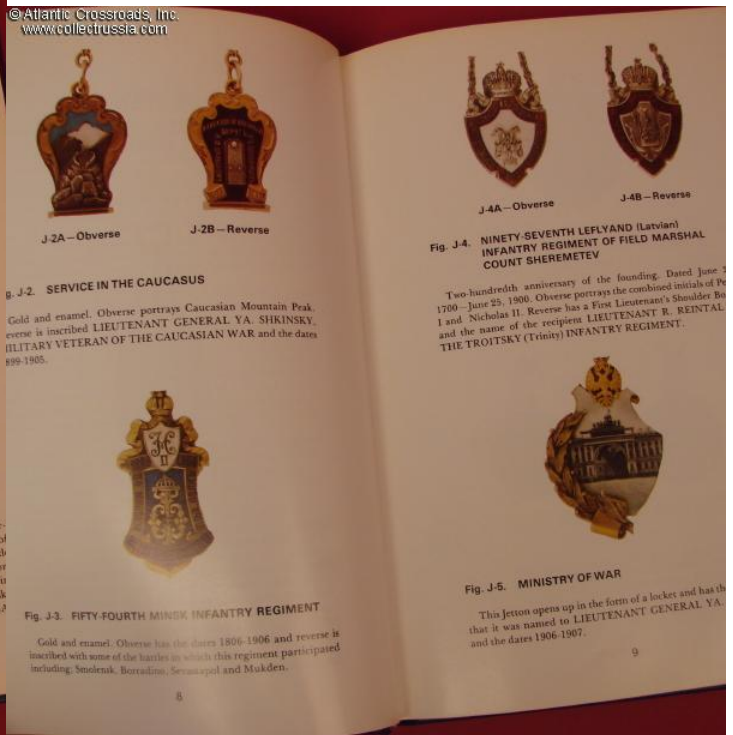 © Atlantic Crossroads, Inc.
www.collectrussia.com
J-2A—Obverse
J-2B—Reverse
g. J-2. SERVICE IN THE CAUCASUS
Gold and enamel. Obverse portrays Caucasian Mountain Peak.
everse is inscribed LIEUTENANT GENERAL YA. SHKINSKY,
MILITARY VETERAN OF THE CAUCASIAN WAR and the dates
899-1905.
Fig. J-3. FIFTY-FOURTH MINSK INFANTRY REGIMENT
Gold and enamel. Obverse has the dates 1806-1906 and reverse is
inscribed with some of the battles in which this regiment participated
including; Smolensk, Borradino, Sevastapol and Mukden.
8
J-4A—Obverse
J-4B—Reverse
Fig. J-4. NINETY-SEVENTH LEFLYAND (Latvian)
INFANTRY REGIMENT OF FIELD MARSHAL
COUNT SHEREMETEV
Two-hundredth anniversary of the founding. Dated June
1700—June 25, 1900. Obverse portrays the combined initials of Pe
I and Nicholas II. Reverse has a First Lieutenant's Shoulder Bo
and the name of the recipient LIEUTENANT R. REINTAL
THE TROITSKY (Trinity) INFANTRY REGIMENT.
Fig. J-5. MINISTRY OF WAR
This Jetton opens up in the form of a locket and has th
that it was named to LIEUTENANT GENERAL YA.
and the dates 1906-1907.
9